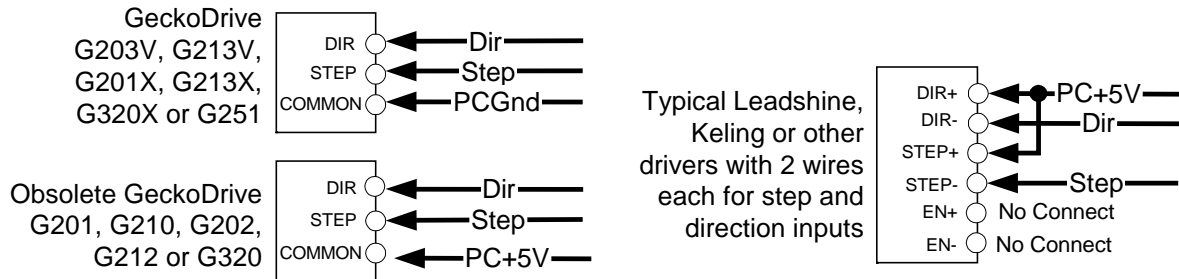 GeckoDrive
G203V, G213V,
G201X, G213X,
G320X or G251
DIR
Dir
STEP
Step
COMMON
PCGnd
Obsolete GeckoDrive
G201, G210, G202,
G212 or G320
DIR
Dir
STEP
Step
COMMON
PC+5V
Typical Leadshine,
Keling or other
drivers with 2 wires
each for step and
direction inputs
DIR+
PC+5V
DIR-
Dir
STEP+
STEP-
Step
EN+
No Connect
EN-
No Connect